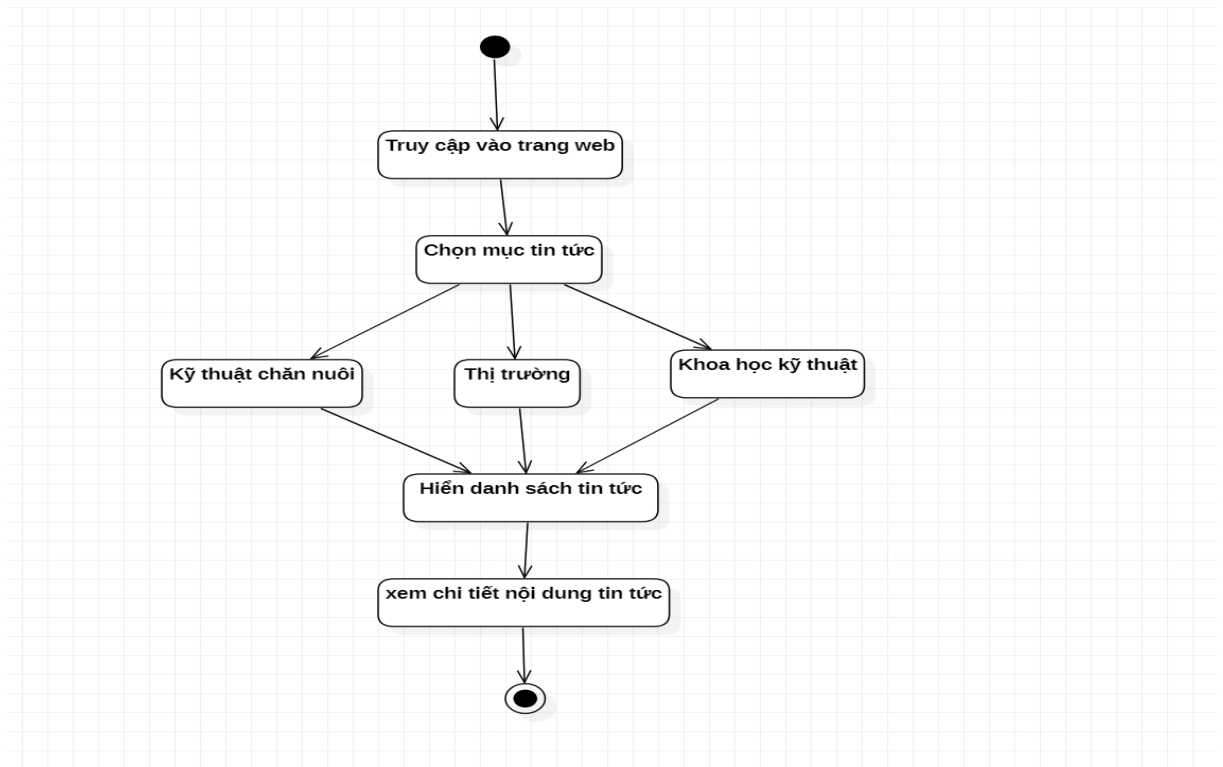 Truy cập vào trang web
Chọn mục tin tức
Kỹ thuật chăn nuôi
Thị trường
Khoa học kỹ thuật
Hiển danh sách tin tức
xem chi tiết nội dung tin tức